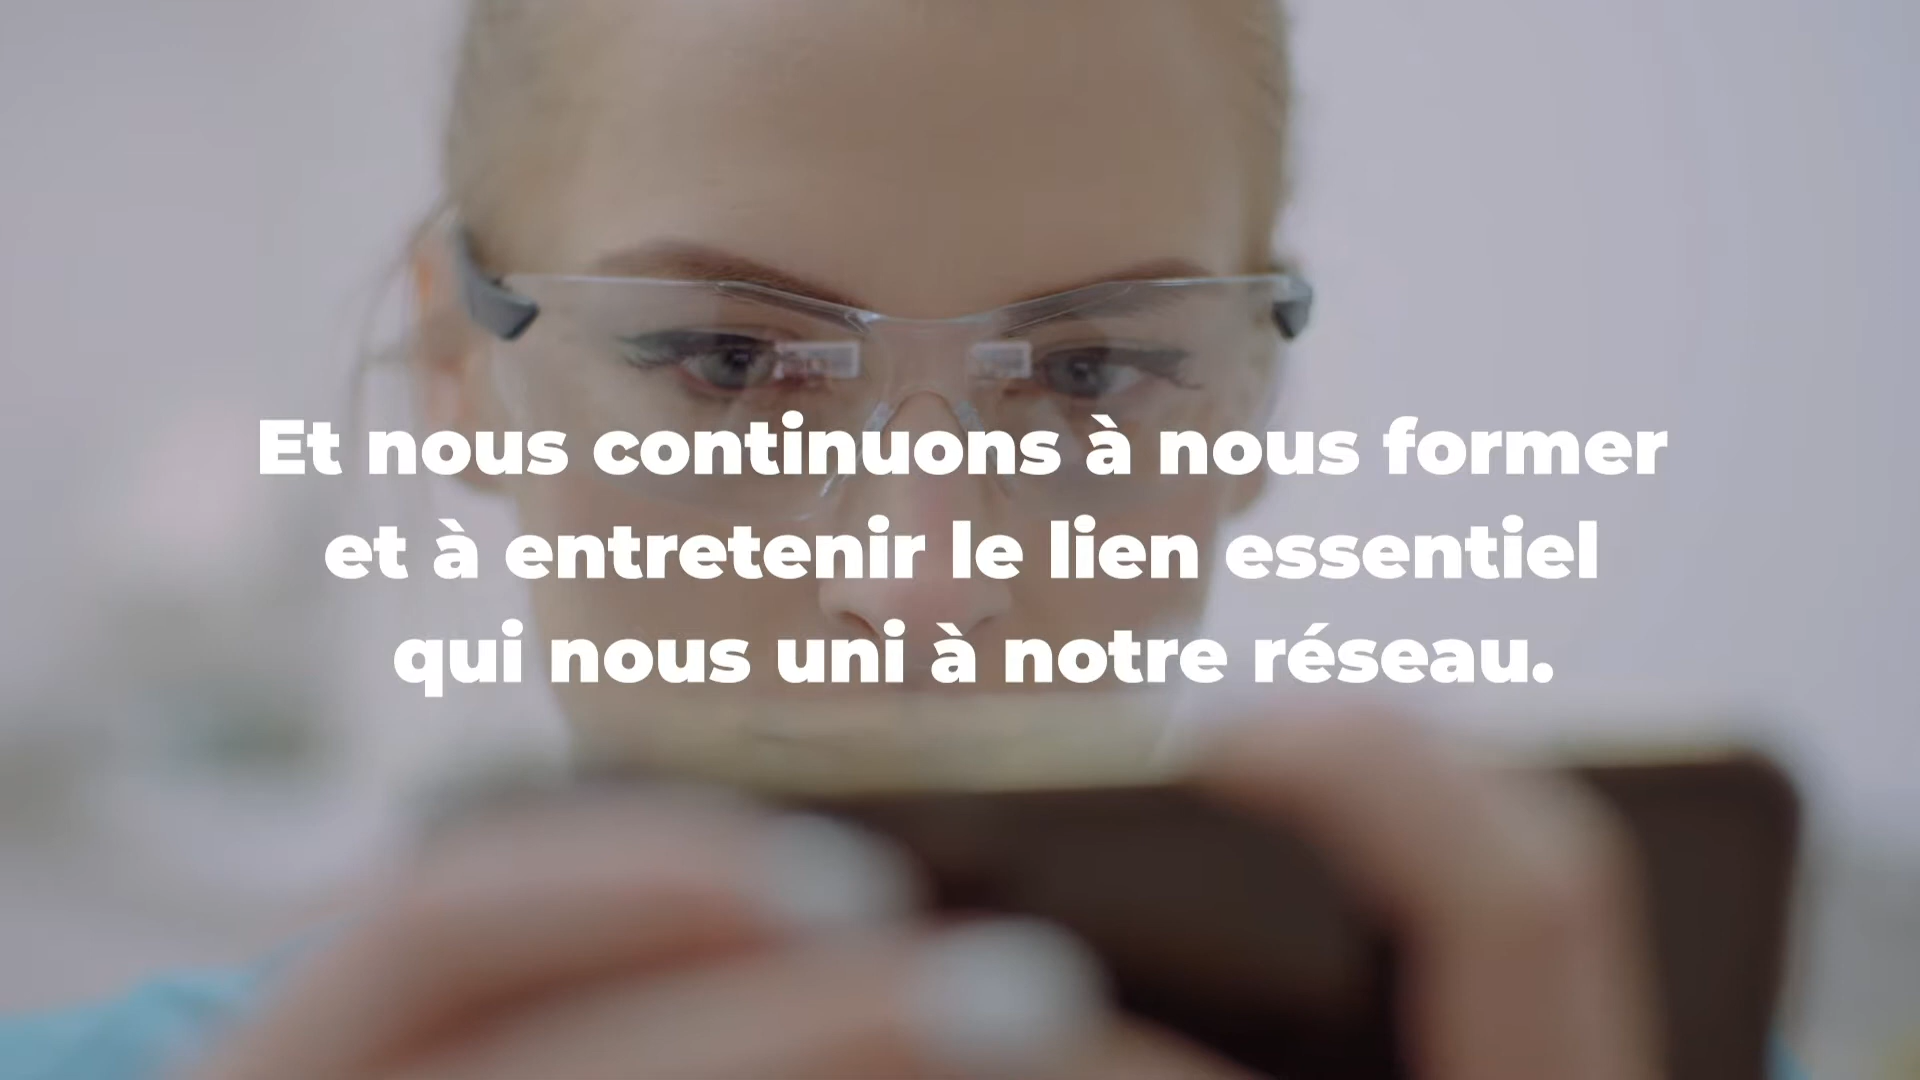 Et nous continuons à nous former
et à entretenir le lien essentiel
qui nous uni à notre réseau.